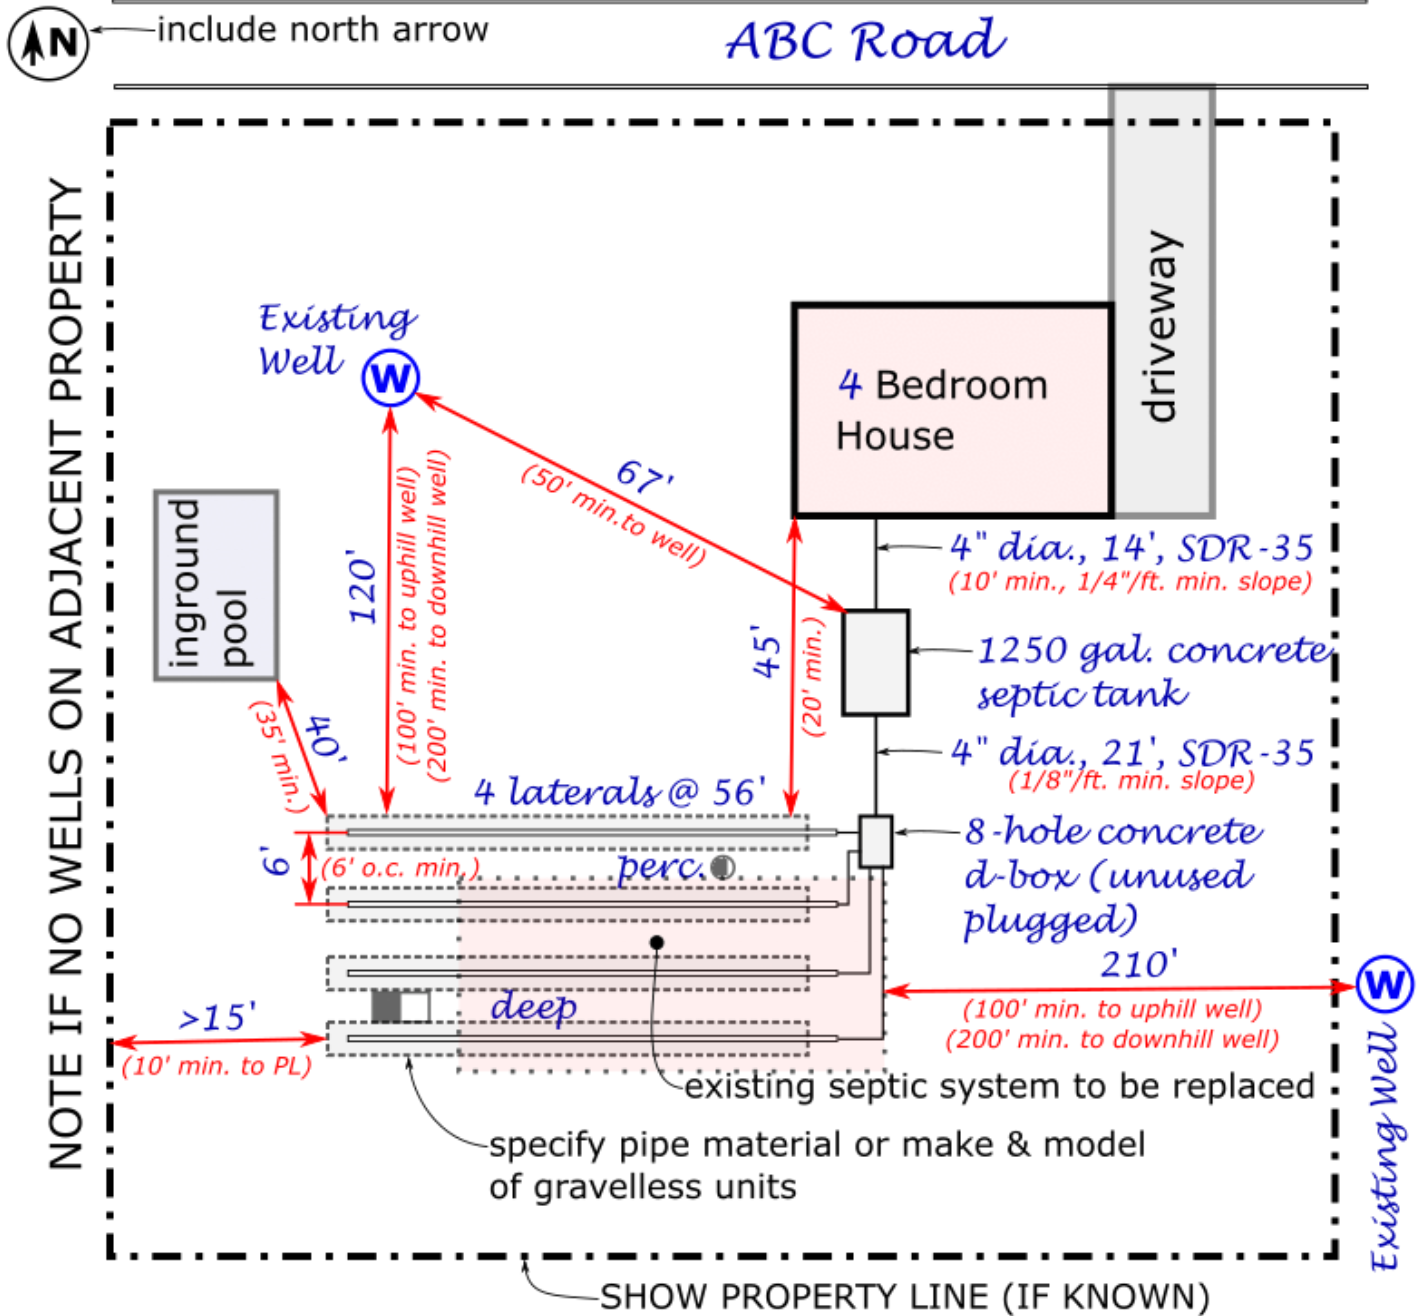 N
include north arrow
ABC Road
NOTE IF NO WELLS ON ADJACENT PROPERTY
driveway
Existing
Well
W
4 Bedroom
House
67'
(50' min.to well)
120'
(100' min. to uphill well)
(200' min. to downhill well)
inground
pool
4" dia., 14', SDR-35
(10' min., 1/4"/ft. min. slope)
45'
(20' min.)
1250 gal. concrete
septic tank
40'
(35' min.)
4" dia., 21', SDR-35
(1/8"/ft. min. slope)
4 laterals @ 56'
8-hole concrete
d-box (unused
plugged)
6'
(6' o.c. min.)
perc.
210'
(100' min. to uphill well)
(200' min. to downhill well)
W
Existing Well
deep
>15'
(10' min. to PL)
existing septic system to be replaced
specify pipe material or make & model
of gravelless units
SHOW PROPERTY LINE (IF KNOWN)